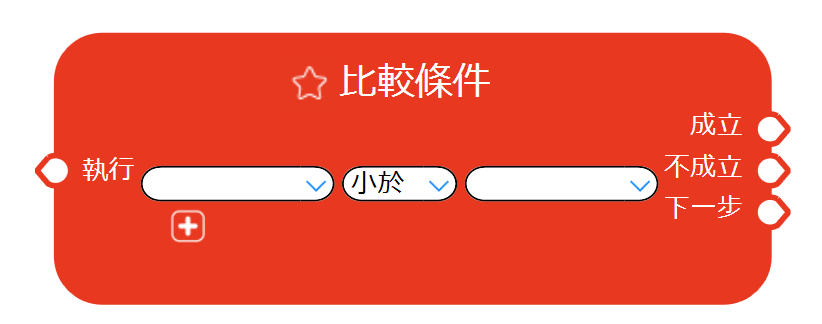 比較條件
成立
執行 小於 不成立
下一步